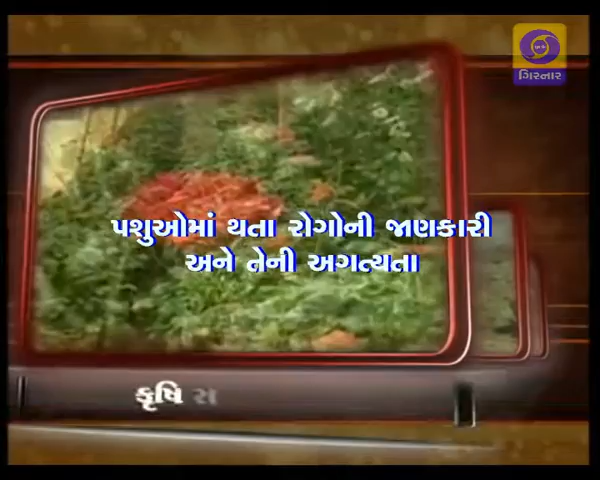 ગિરનાર
પશુઓમાં થતા રોગોની જાણકારી
અને તેની અગત્યતા
કૃષિ સ